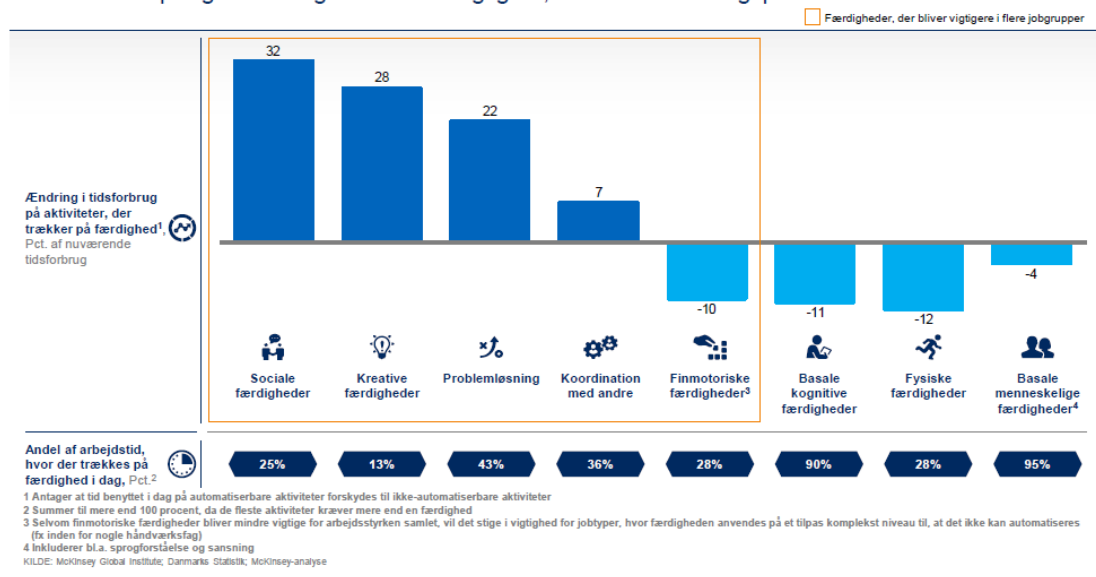 Færdigheder, der bliver vigtigere i flere jobgrupper
32
28
22
7
-10
-11
-12
-4
Ændring i tidsforbrug
på aktiviteter, der
trækker på færdighed¹,
Pct. af nuværende
tidsforbrug
Sociale
færdigheder
Kreative
færdigheder
Problemløsning
Koordination
med andre
Finmotoriske
færdigheder³
Basale
kognitive
færdigheder
Fysiske
færdigheder
Basale
menneskelige
færdigheder⁴
Andel af arbejdstid,
hvor der trækkes på
færdighed i dag, Pct.²
25%
13%
43%
36%
28%
90%
28%
95%
1 Antager at tid benyttet i dag på automatiserbare aktiviteter forskydes til ikke-automatiserbare aktiviteter
2 Summer til mere end 100 procent, da de fleste aktiviteter kræver mere end en færdighed
3 Selvom finmotoriske færdigheder bliver mindre vigtige for arbejdsstyrken samlet, vil det stige i vigtighed for jobtyper, hvor færdigheden anvendes på et tilpas komplekst niveau til, at det ikke kan automatiseres
(fx inden for nogle håndværksfag)
4 Inkluderer bl.a. sprogforståelse og sansning
KILDE: McKinsey Global Institute; Danmarks Statistik; McKinsey-analyse